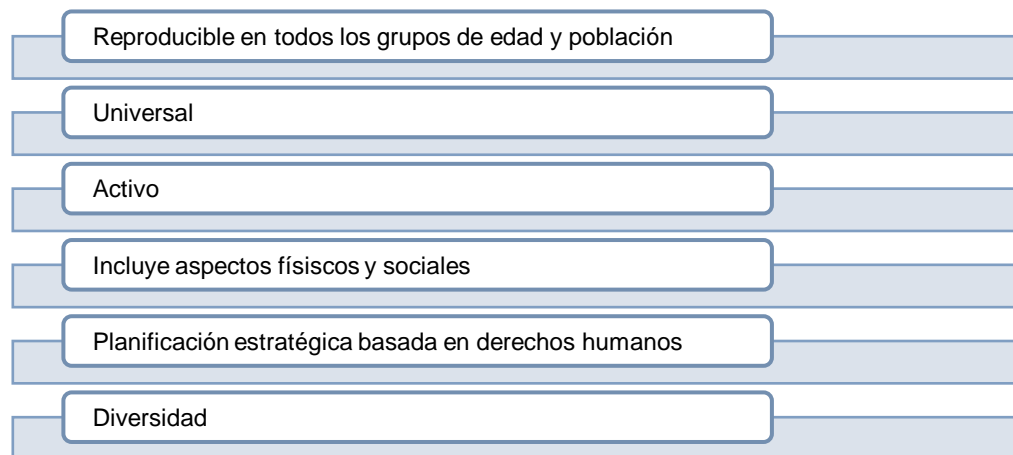 Reproducible en todos los grupos de edad y población
Universal
Activo
Incluye aspectos físiscos y sociales
Planificación estratégica basada en derechos humanos
Diversidad